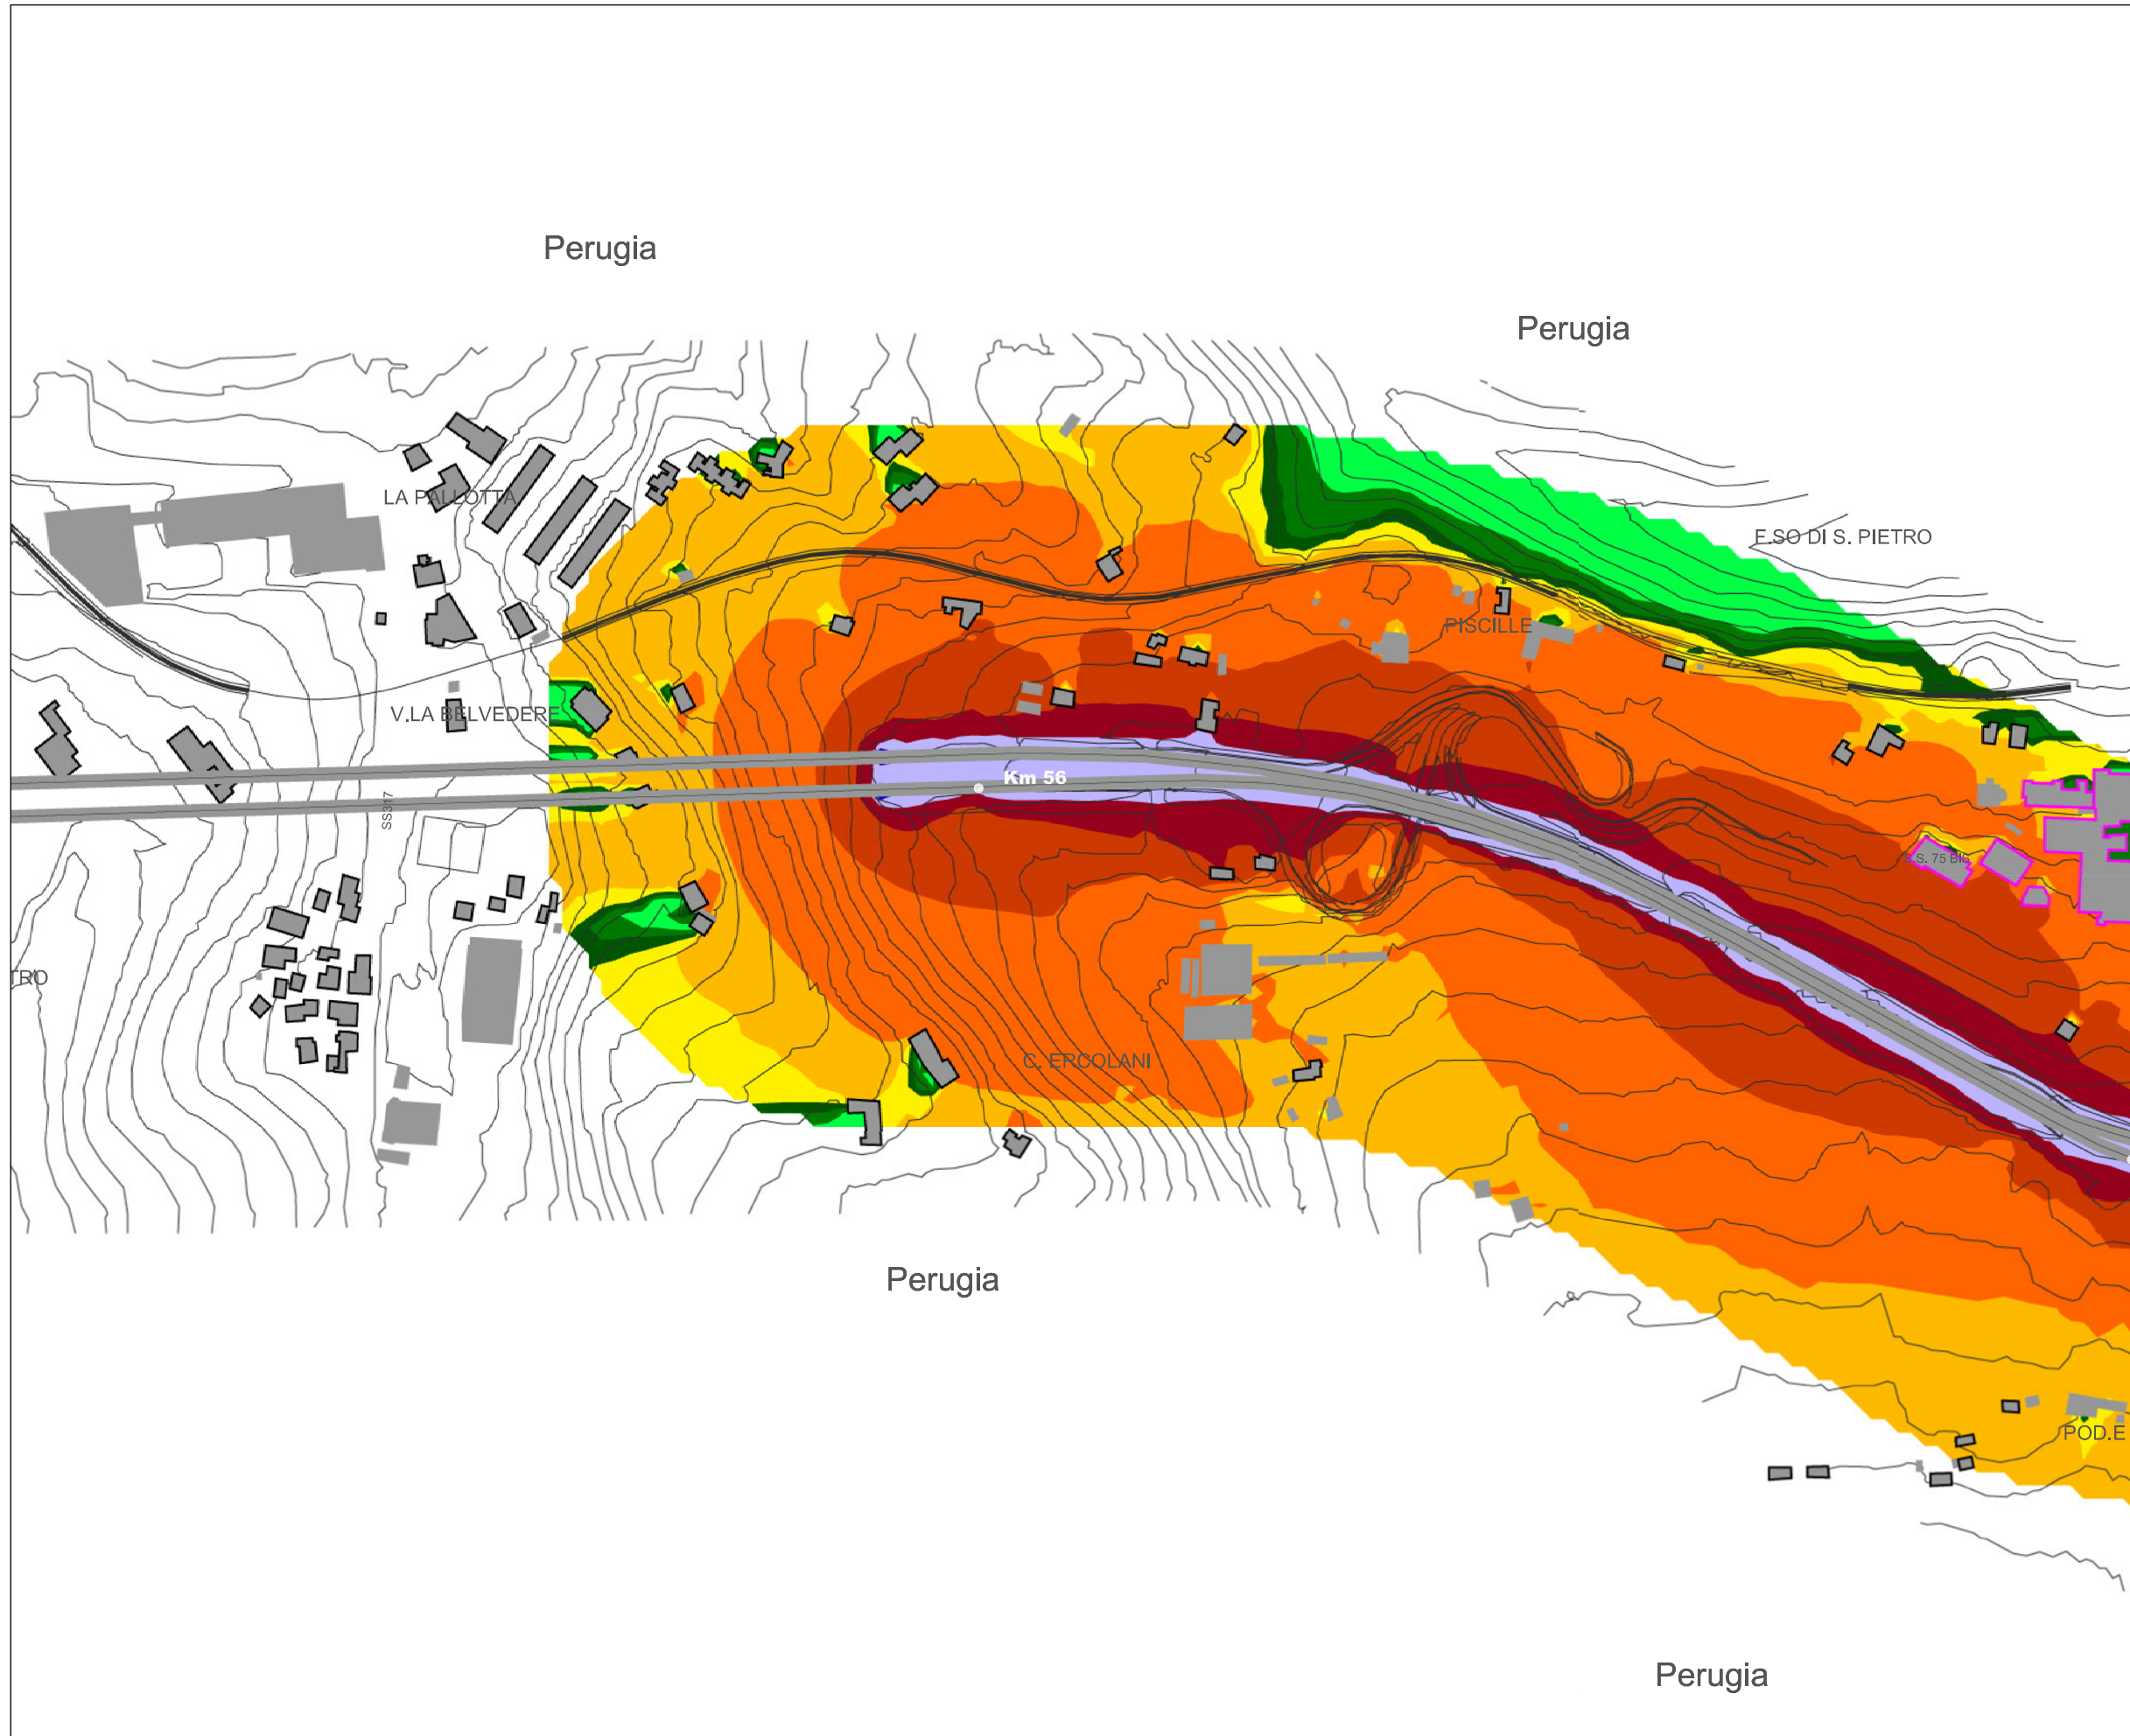 Perugia
Perugia
LA PALLOTTA
F.SO DI S. PIETRO
PISCILLE
V.LA BELVEDERE
Km 56
SS317
S.S. 75 BIS
TRO
C. ERCOLANI
Perugia
POD.E
Perugia